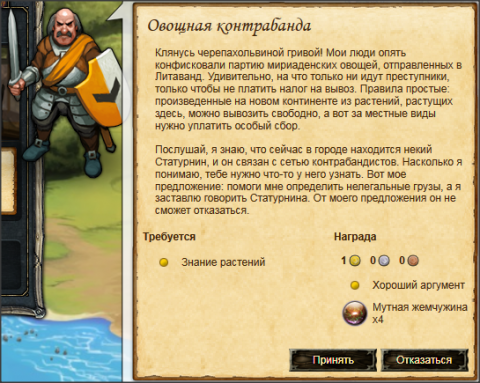 Овощная контрабанда
Клянусь черепахольвиной гривой! Мои люди опять
конфисковали партию мириаденских овощей, отправленных в
Литаванд. Удивительно, на что только ни идут преступники,
только чтобы не платить налог на вывоз. Правила простые:
произведенные на новом континенте из растений, растущих
здесь, можно вывозить свободно, а вот за местные виды
нужно уплатить особый сбор.
Послушай, я знаю, что сейчас в городе находится некий
Статурнин, и он связан с сетью контрабандистов. Насколько я
понимаю, тебе нужно что-то у него узнать. Вот мое
предложение: помоги мне определить нелегальные грузы, а я
заставлю говорить Статурнина. От моего предложения он не
сможет отказаться.
Требуется
Знание растений
Награда
1 0 0
Хороший аргумент
Мутная жемчужина
x4
Принять Отказаться